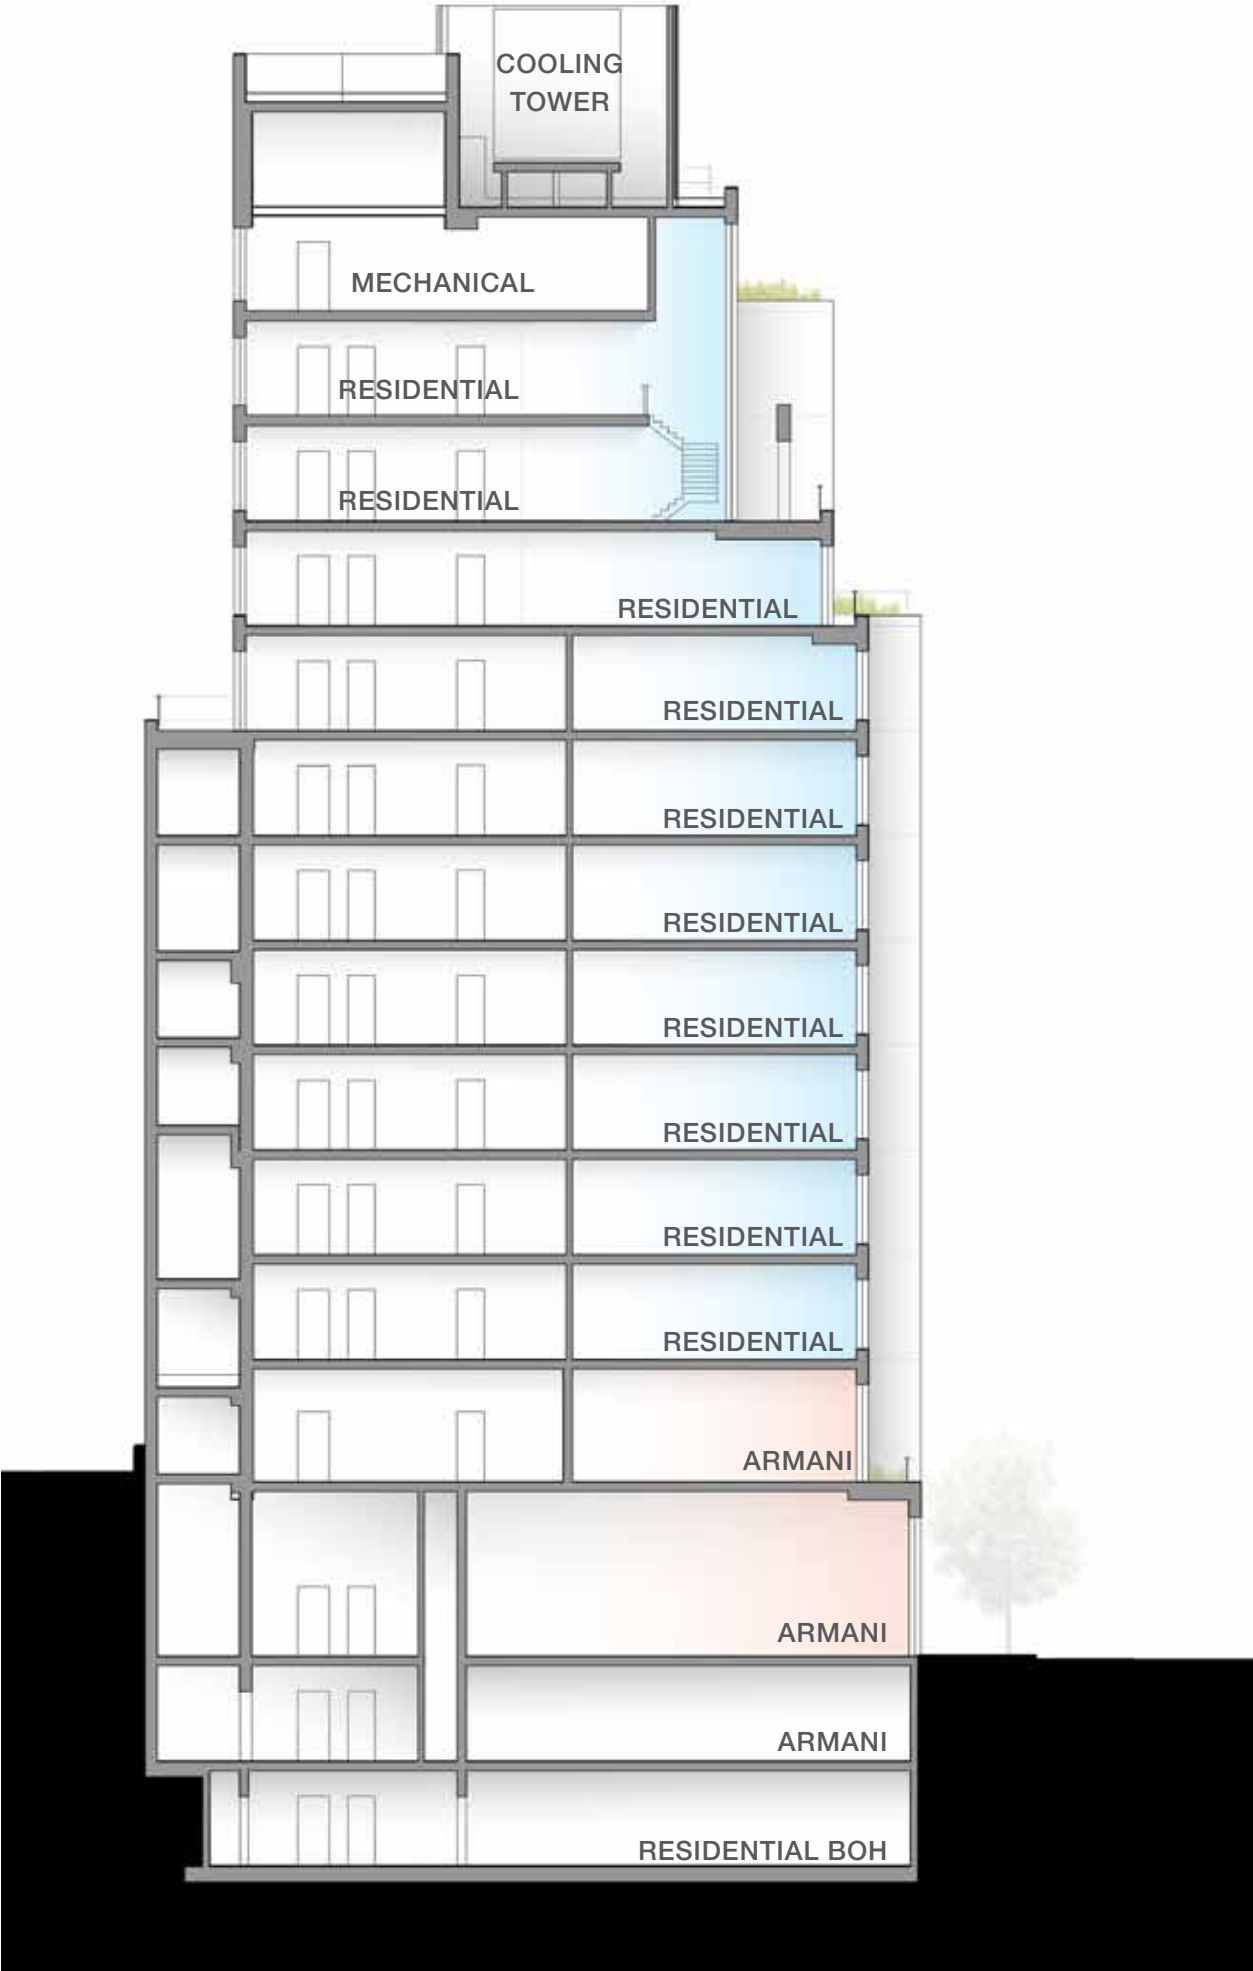 COOLING
TOWER
MECHANICAL
RESIDENTIAL
RESIDENTIAL
RESIDENTIAL
RESIDENTIAL
RESIDENTIAL
RESIDENTIAL
RESIDENTIAL
RESIDENTIAL
RESIDENTIAL
RESIDENTIAL
ARMANI
ARMANI
ARMANI
RESIDENTIAL BOH